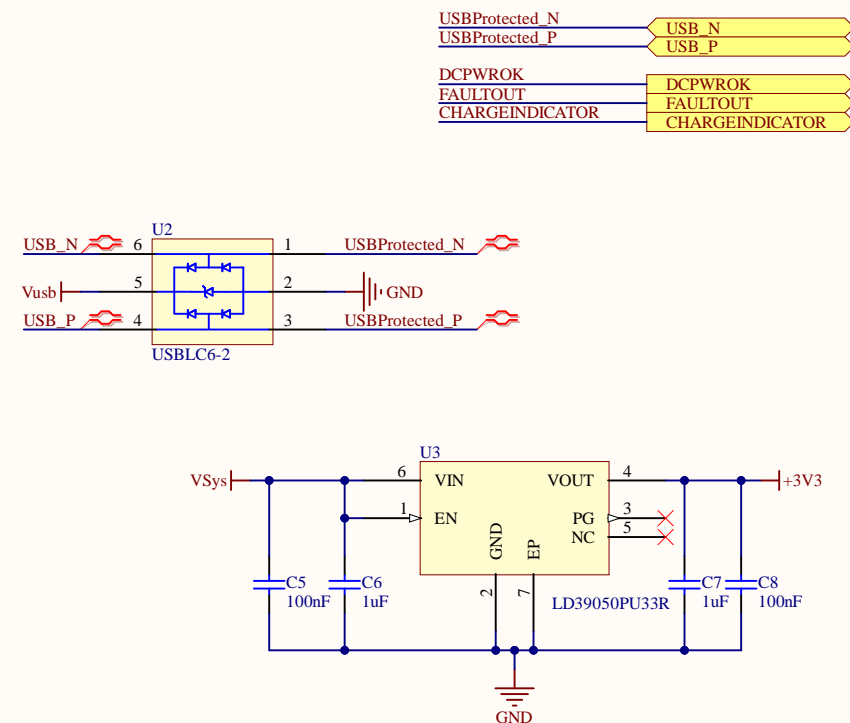 USBProtected_N
USB_N
USBProtected_P
USB_P
DCPWROK
DCPWROK
FAULTOUT
FAULTOUT
CHARGEINDICATOR
CHARGEINDICATOR
U2
USB_N 6 1 USBProtected_N
Vusb 5 2 GND
USB_P 4 3 USBProtected_P
USBLC6-2
U3
VSys 6 VIN VOUT 4 +3V3
1 EN PG 3
NC 5
GND EP
2 7
LD39050PU33R
C5 C6 C7 C8
100nF 1uF 1uF 100nF
GND